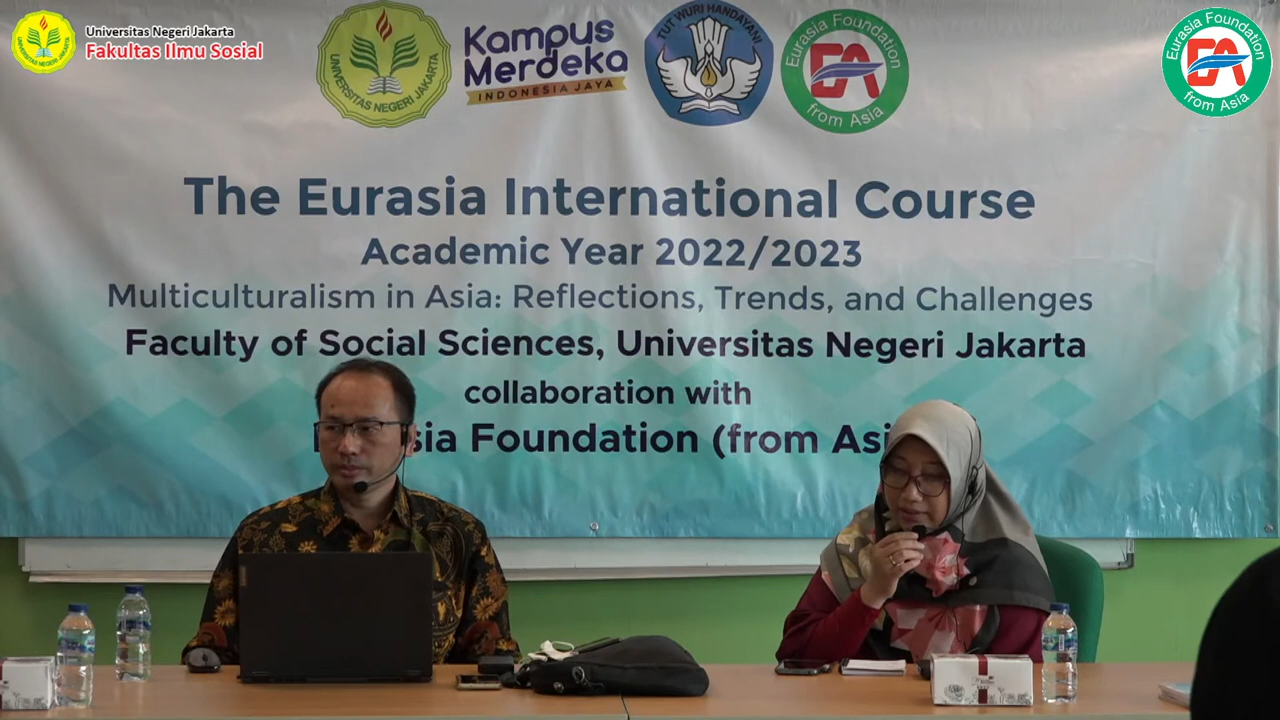 Universitas Negeri Jakarta
Fakultas Ilmu Sosial
UNIVERSITAS NEGERI JAKARTA
Kampus
Merdeka
INDONESIA JAYA
TUT WURI HANDAYANI
Eurasia Foundation
EA
from Asia
Eurasia Foundation
EA
from Asia
The Eurasia International Course
Academic Year 2022/2023
Multiculturalism in Asia: Reflections, Trends, and Challenges
Faculty of Social Sciences, Universitas Negeri Jakarta
collaboration with
Foundation (from